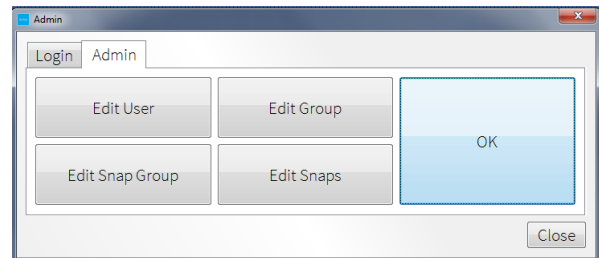 Admin
Login Admin
Edit User Edit Group
OK
Edit Snap Group Edit Snaps
Close